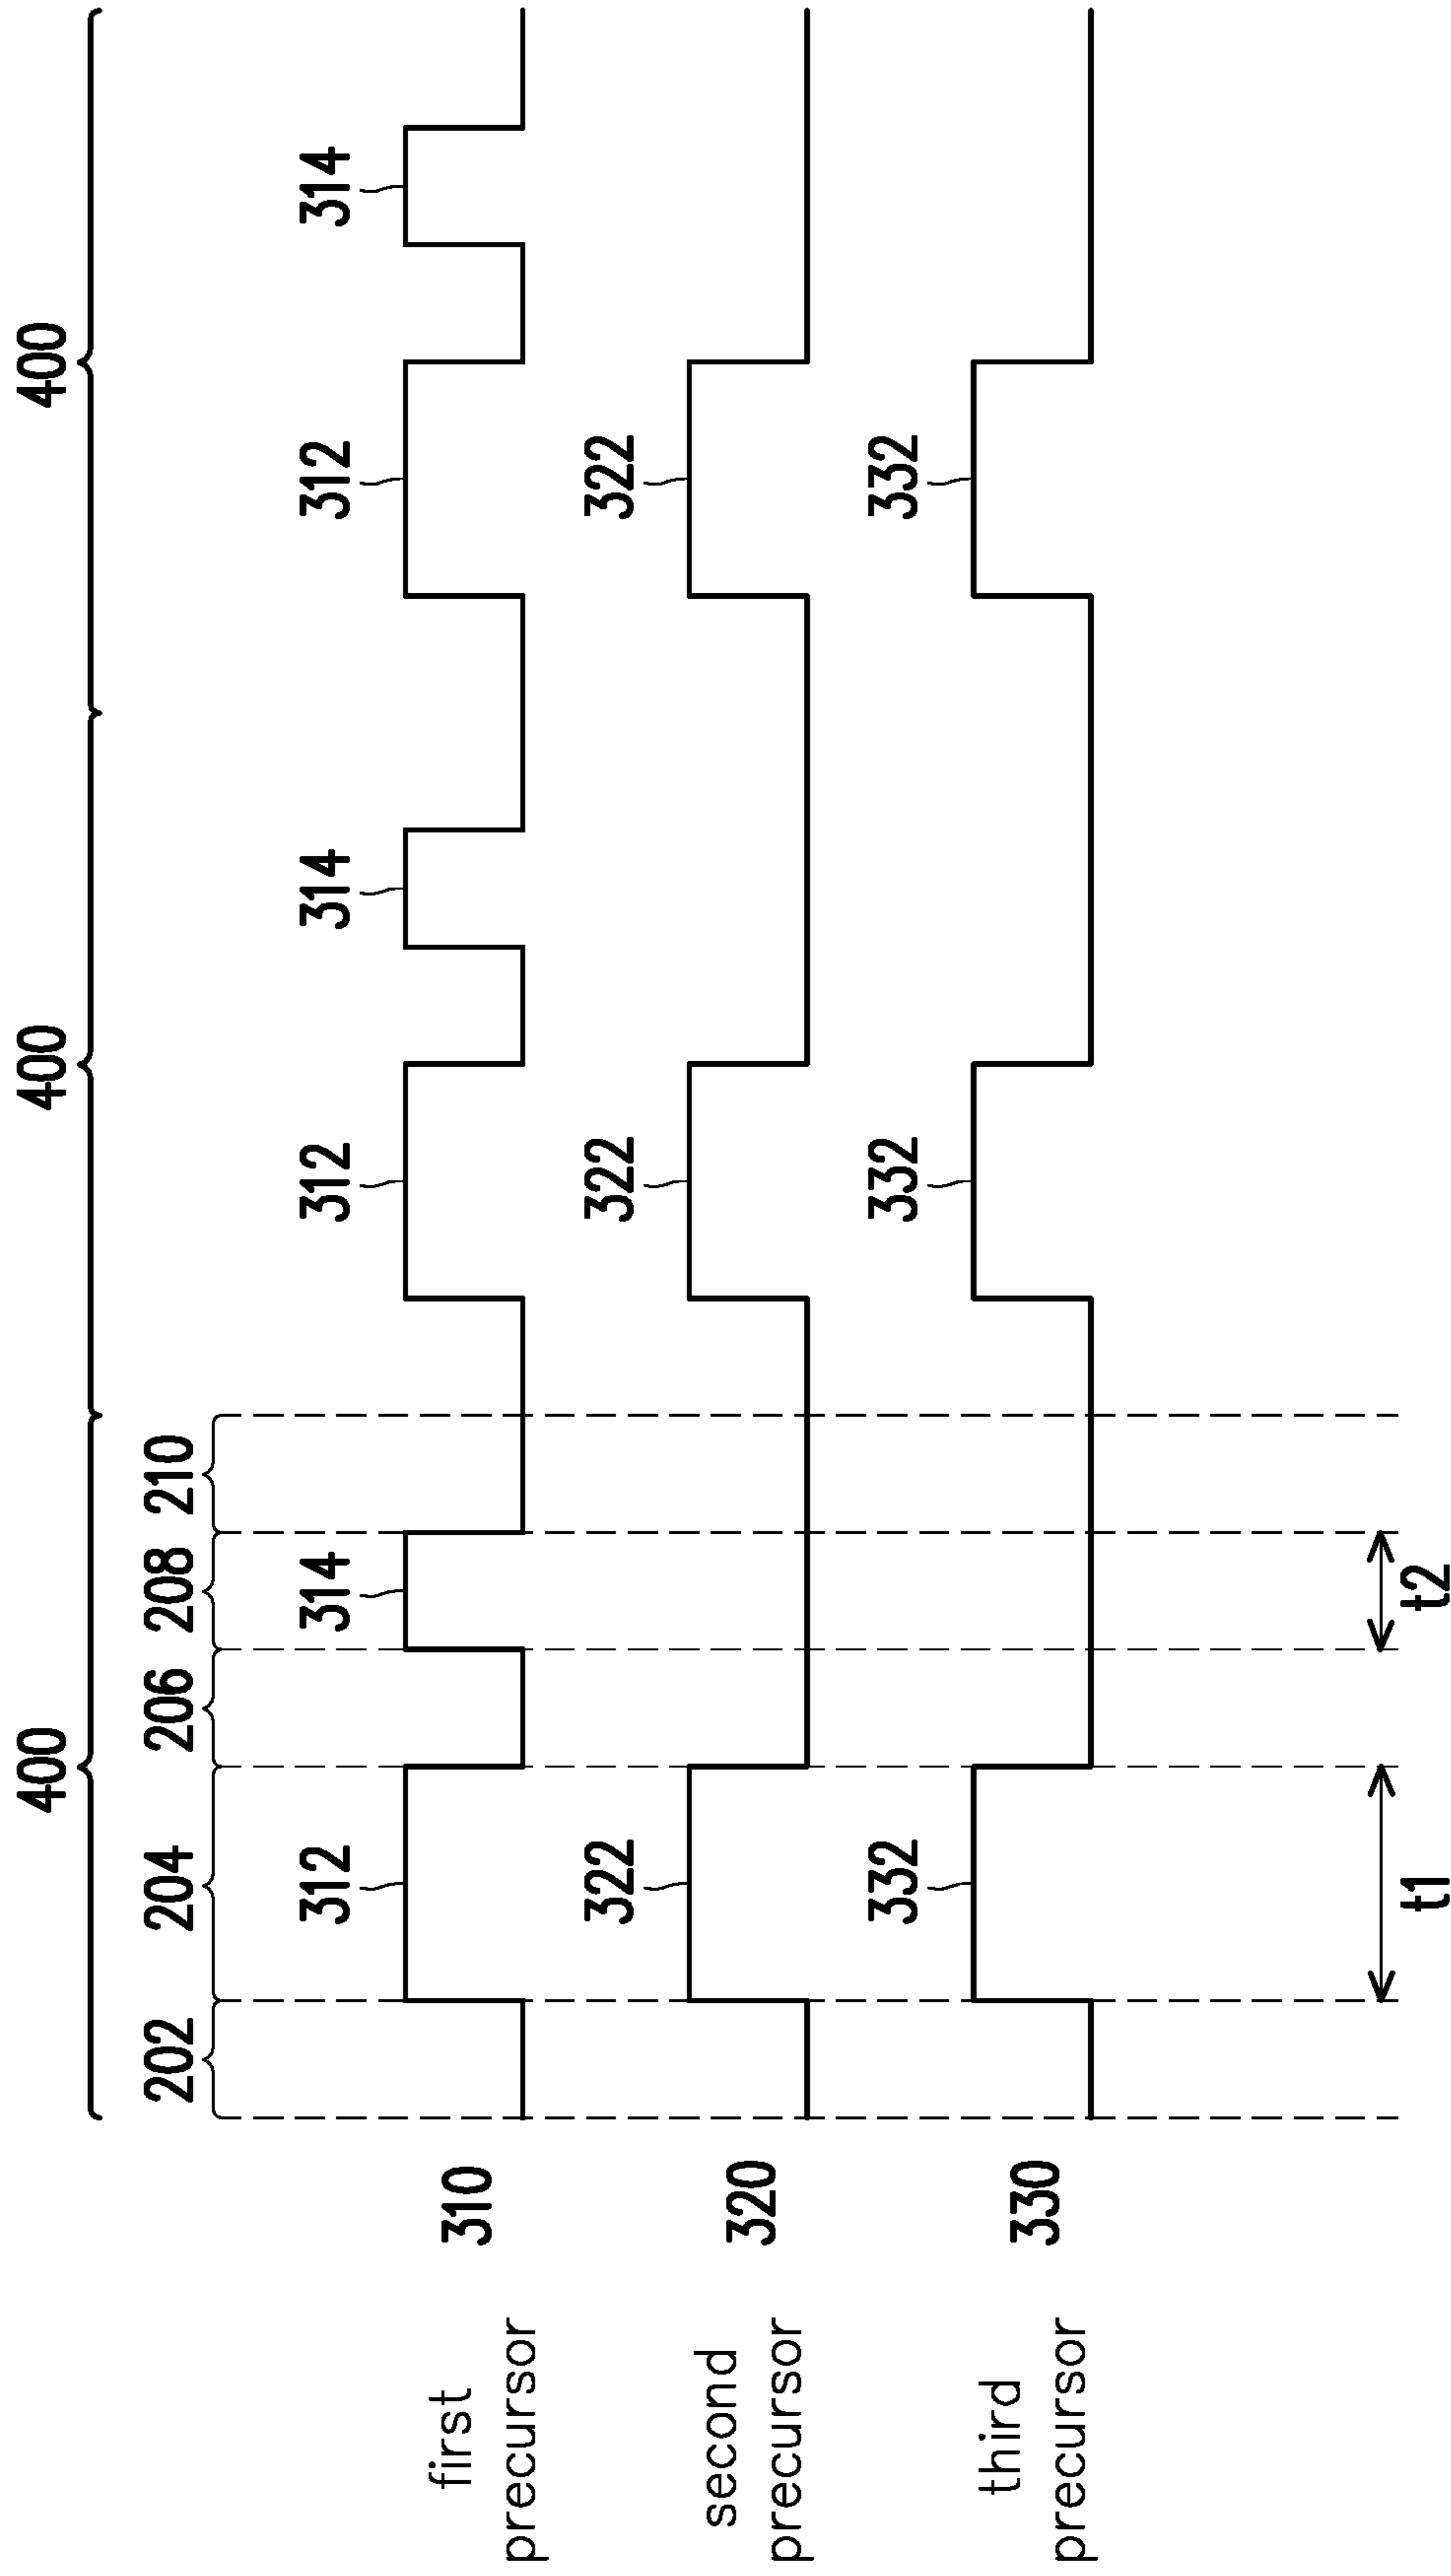 400 400 400
202 204 206 208 210
312 314 312 314 312 314
first
precursor
310
322 322 322
second
precursor
320
332 332 332
third
precursor
330
t1 t2